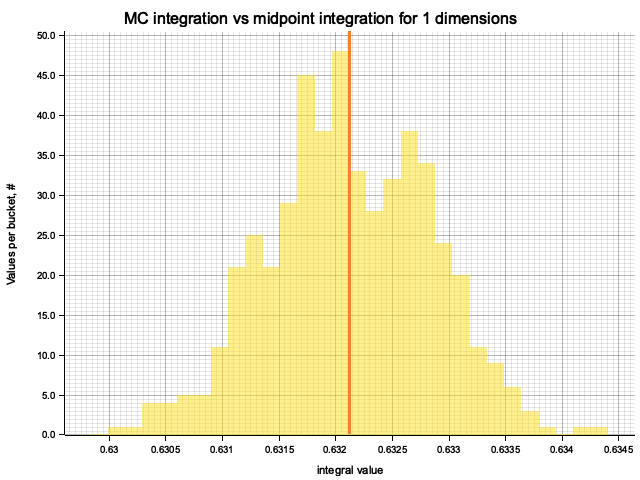 MC integration vs midpoint integration for 1 dimensions
Values per bucket, #
50.0
45.0
40.0
35.0
30.0
25.0
20.0
15.0
10.0
5.0
0.0
0.63 0.6305 0.631 0.6315 0.632 0.6325 0.633 0.6335 0.634 0.6345
integral value